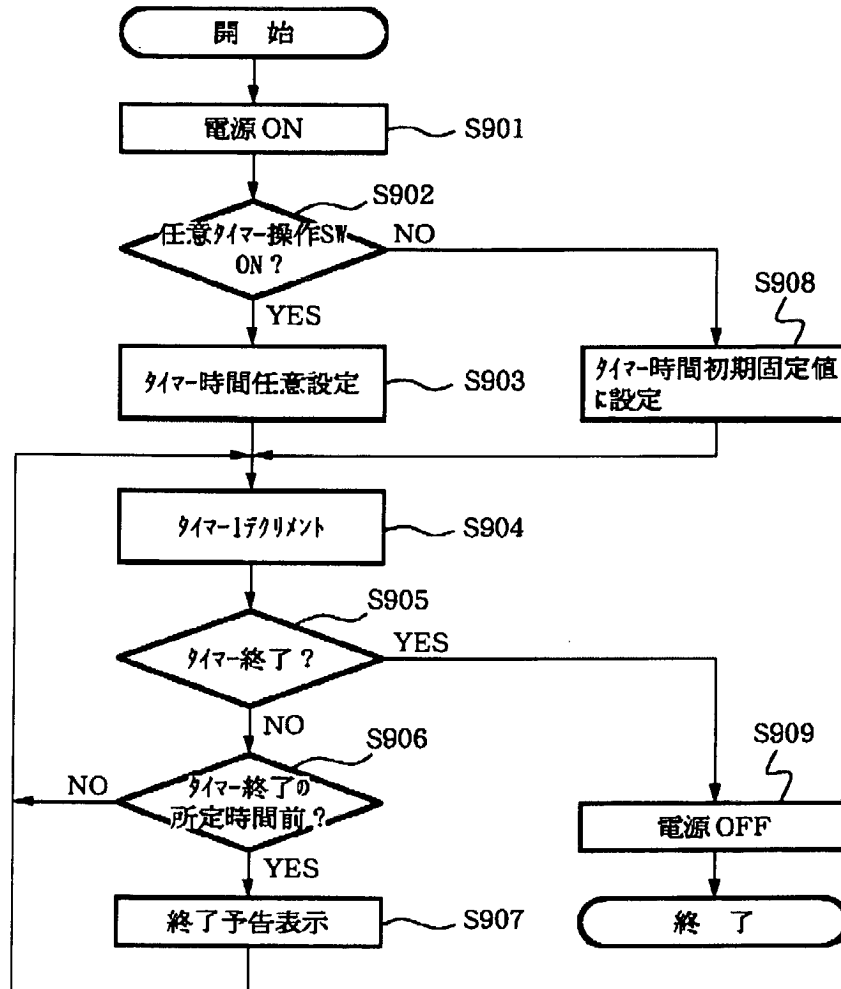 開 始
電源ON
S901
S902
任意ﾀｲﾏｰ操作SW
ON？
NO
YES
S908
ﾀｲﾏｰ時間任意設定
S903
ﾀｲﾏｰ時間初期固定値
に設定
ﾀｲﾏｰ1ﾃﾞｸﾘﾒﾝﾄ
S904
S905
ﾀｲﾏｰ終了？
YES
NO
S906
ﾀｲﾏｰ終了の
所定時間前？
NO
YES
S909
電源OFF
終了予告表示
S907
終 了